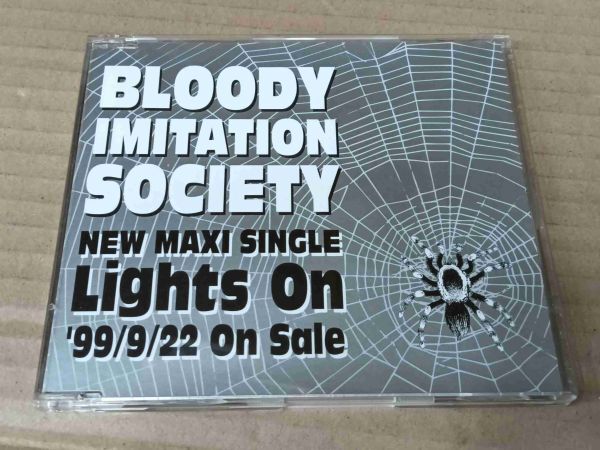 BLOODY
IMITATION
SOCIETY
NEW MAXI SINGLE
Lights On
'99/9/22 On Sale